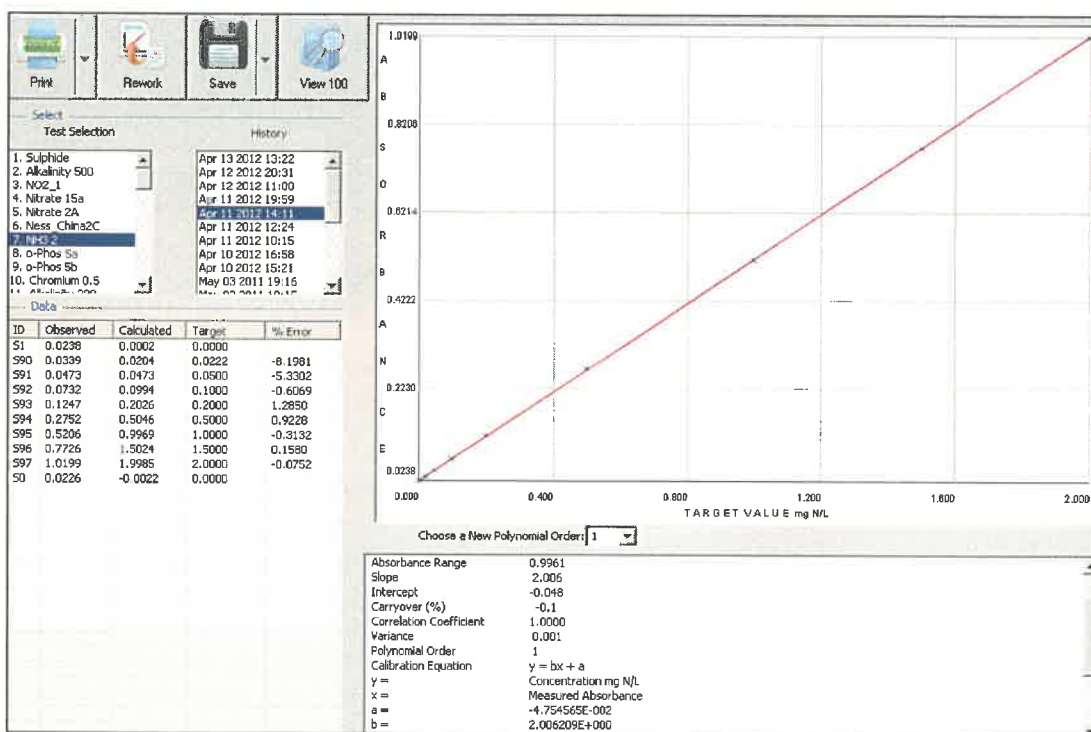 Print
Rework
Save
View 100
Select
Test Selection
History
1. Sulphide
2. Alkalinity 500
3. NO2_1
4. Nitrate 15a
5. Nitrate 2A
6. Ness_China2C
7. NH3 2
8. o-Phos 5a
9. o-Phos 5b
10. Chromium 0.5
Apr 13 2012 13:22
Apr 12 2012 20:31
Apr 12 2012 11:00
Apr 11 2012 19:59
Apr 11 2012 14:11
Apr 11 2012 12:24
Apr 11 2012 10:15
Apr 10 2012 16:58
Apr 10 2012 15:21
May 03 2011 19:16
Data
ID Observed Calculated Target % Error
S1 0.0238 0.0002 0.0000
S90 0.0339 0.0204 0.0222 -8.1981
S91 0.0473 0.0473 0.0500 -5.3302
S92 0.0732 0.0994 0.1000 -0.6069
S93 0.1247 0.2026 0.2000 1.2850
S94 0.2752 0.5046 0.5000 0.9228
S95 0.5206 0.9969 1.0000 -0.3132
S96 0.7726 1.5024 1.5000 0.1580
S97 1.0199 1.9985 2.0000 -0.0752
S0 0.0226 -0.0022 0.0000
ABSORBANCE
1.0199
0.8208
0.6214
0.4222
0.2230
0.0238
0.000 0.400 0.800 1.200 1.600 2.000
TARGET VALUE mg N/L
Choose a New Polynomial Order: 1
Absorbance Range 0.9961
Slope 2.006
Intercept -0.048
Carryover (%) -0.1
Correlation Coefficient 1.0000
Variance 0.001
Polynomial Order 1
Calibration Equation y = bx + a
y = Concentration mg N/L
x = Measured Absorbance
a = -4.754565E-002
b = 2.006209E+000